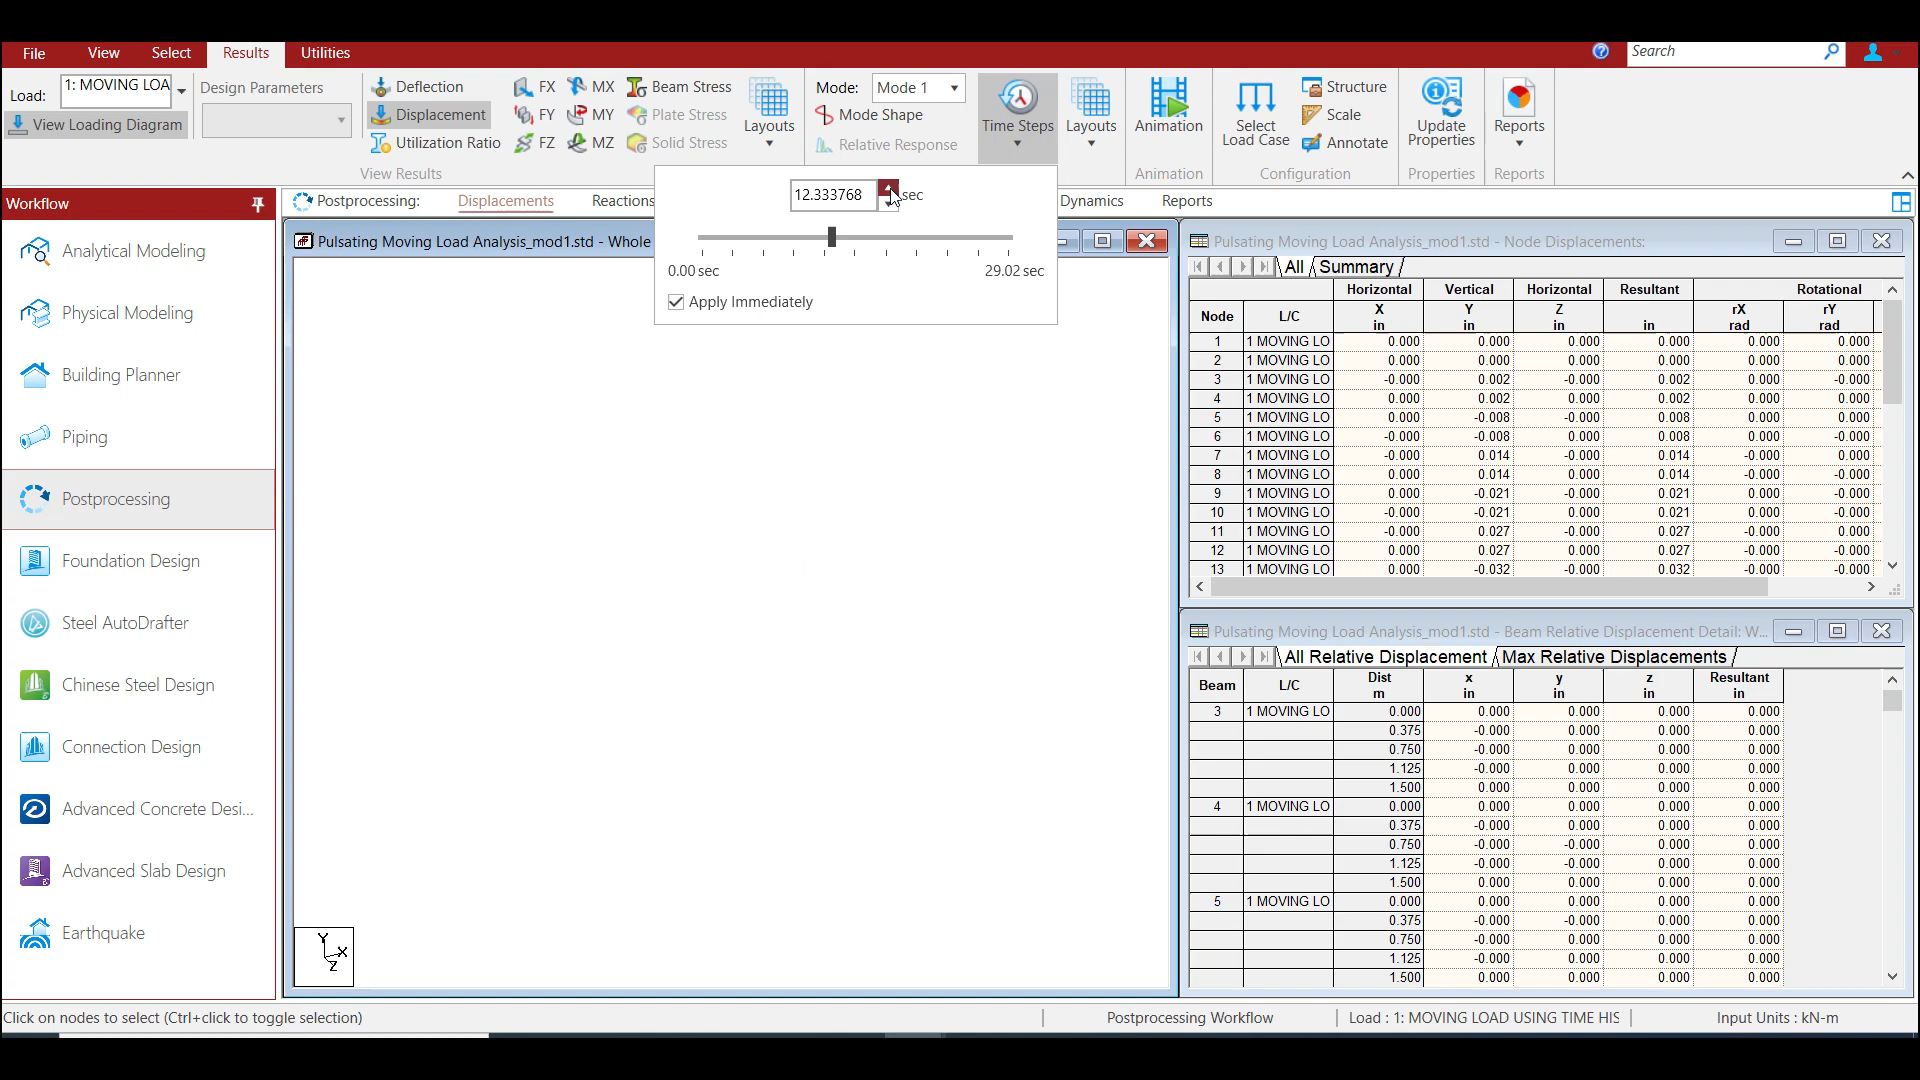 File View Select Results Utilities Search
Load: 1: MOVING LOA
View Loading Diagram
Design Parameters
Deflection
Displacement
Utilization Ratio
FX MX Beam Stress
FY MY Plate Stress
FZ MZ Solid Stress
Layouts
View Results
Mode: Mode 1
Mode Shape
Relative Response
Time Steps
Layouts
Animation
Animation
Select
Load Case
Structure
Scale
Annotate
Configuration
Update
Properties
Properties
Reports
Reports
12.333768 sec
0.00 sec 29.02 sec
Apply Immediately
Workflow
Analytical Modeling
Physical Modeling
Building Planner
Piping
Postprocessing
Foundation Design
Steel AutoDrafter
Chinese Steel Design
Connection Design
Advanced Concrete Desi...
Advanced Slab Design
Earthquake
Postprocessing: Displacements Reactions Dynamics Reports
Pulsating Moving Load Analysis_mod1.std - Whole
Y
X
Z
Pulsating Moving Load Analysis_mod1.std - Node Displacements:
All Summary
Horizontal Vertical Horizontal Resultant Rotational
Node L/C X in Y in Z in in rX rad rY rad
1 1 MOVING LO 0.000 0.000 0.000 0.000 0.000 0.000
2 1 MOVING LO 0.000 0.000 0.000 0.000 0.000 0.000
3 1 MOVING LO -0.000 0.002 -0.000 0.002 0.000 -0.000
4 1 MOVING LO 0.000 0.002 -0.000 0.002 0.000 0.000
5 1 MOVING LO 0.000 -0.008 -0.000 0.008 0.000 0.000
6 1 MOVING LO -0.000 -0.008 0.000 0.008 0.000 -0.000
7 1 MOVING LO -0.000 0.014 -0.000 0.014 -0.000 -0.000
8 1 MOVING LO 0.000 0.014 -0.000 0.014 -0.000 0.000
9 1 MOVING LO 0.000 -0.021 -0.000 0.021 0.000 0.000
10 1 MOVING LO -0.000 -0.021 0.000 0.021 0.000 -0.000
11 1 MOVING LO -0.000 0.027 -0.000 0.027 -0.000 0.000
12 1 MOVING LO 0.000 0.027 -0.000 0.027 0.000 -0.000
13 1 MOVING LO 0.000 -0.032 -0.000 0.032 -0.000 -0.000
Pulsating Moving Load Analysis_mod1.std - Beam Relative Displacement Detail: W...
All Relative Displacement Max Relative Displacements
Beam L/C Dist m x in y in z in Resultant in
3 1 MOVING LO 0.000 0.000 0.000 0.000 0.000
0.375 -0.000 0.000 0.000 0.000
0.750 -0.000 0.000 0.000 0.000
1.125 -0.000 0.000 0.000 0.000
1.500 0.000 0.000 0.000 0.000
4 1 MOVING LO 0.000 0.000 0.000 0.000 0.000
0.375 -0.000 -0.000 0.000 0.000
0.750 -0.000 -0.000 0.000 0.000
1.125 -0.000 -0.000 0.000 0.000
1.500 0.000 0.000 0.000 0.000
5 1 MOVING LO 0.000 0.000 0.000 0.000 0.000
0.375 -0.000 -0.000 0.000 0.000
0.750 -0.000 0.000 0.000 0.000
1.125 -0.000 0.000 0.000 0.000
1.500 0.000 0.000 0.000 0.000
Click on nodes to select (Ctrl+click to toggle selection) Postprocessing Workflow Load : 1: MOVING LOAD USING TIME HIS Input Units : kN-m